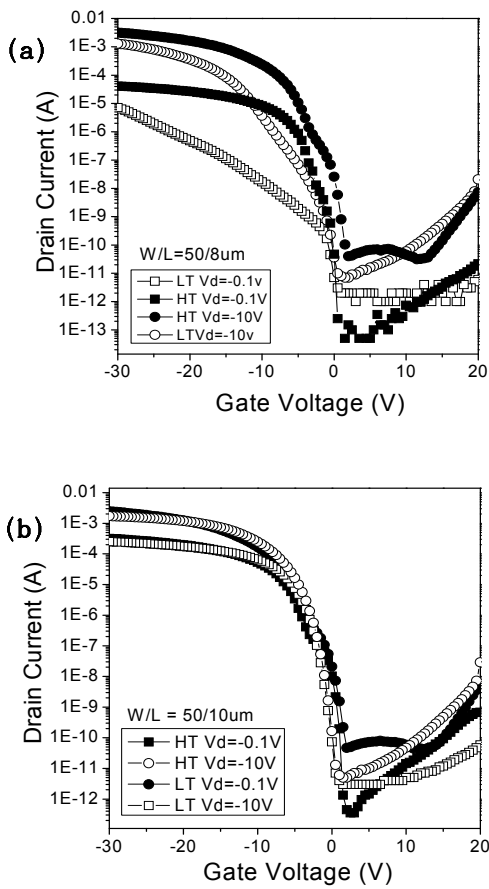 (a)
0.01
1E-3
1E-4
1E-5
1E-6
1E-7
1E-8
1E-9
1E-10
1E-11
1E-12
1E-13
Drain Current (A)
W/L=50/8um
LT Vd=-0.1v
HT Vd=-0.1V
HT Vd=-10V
LTVd=-10v
-30 -20 -10 0 10 20
Gate Voltage (V)
(b)
0.01
1E-3
1E-4
1E-5
1E-6
1E-7
1E-8
1E-9
1E-10
1E-11
1E-12
Drain Current (A)
W/L = 50/10um
HT Vd=-0.1V
HT Vd=-10V
LT Vd=-0.1V
LT Vd=-10V
-30 -20 -10 0 10 20
Gate Voltage (V)